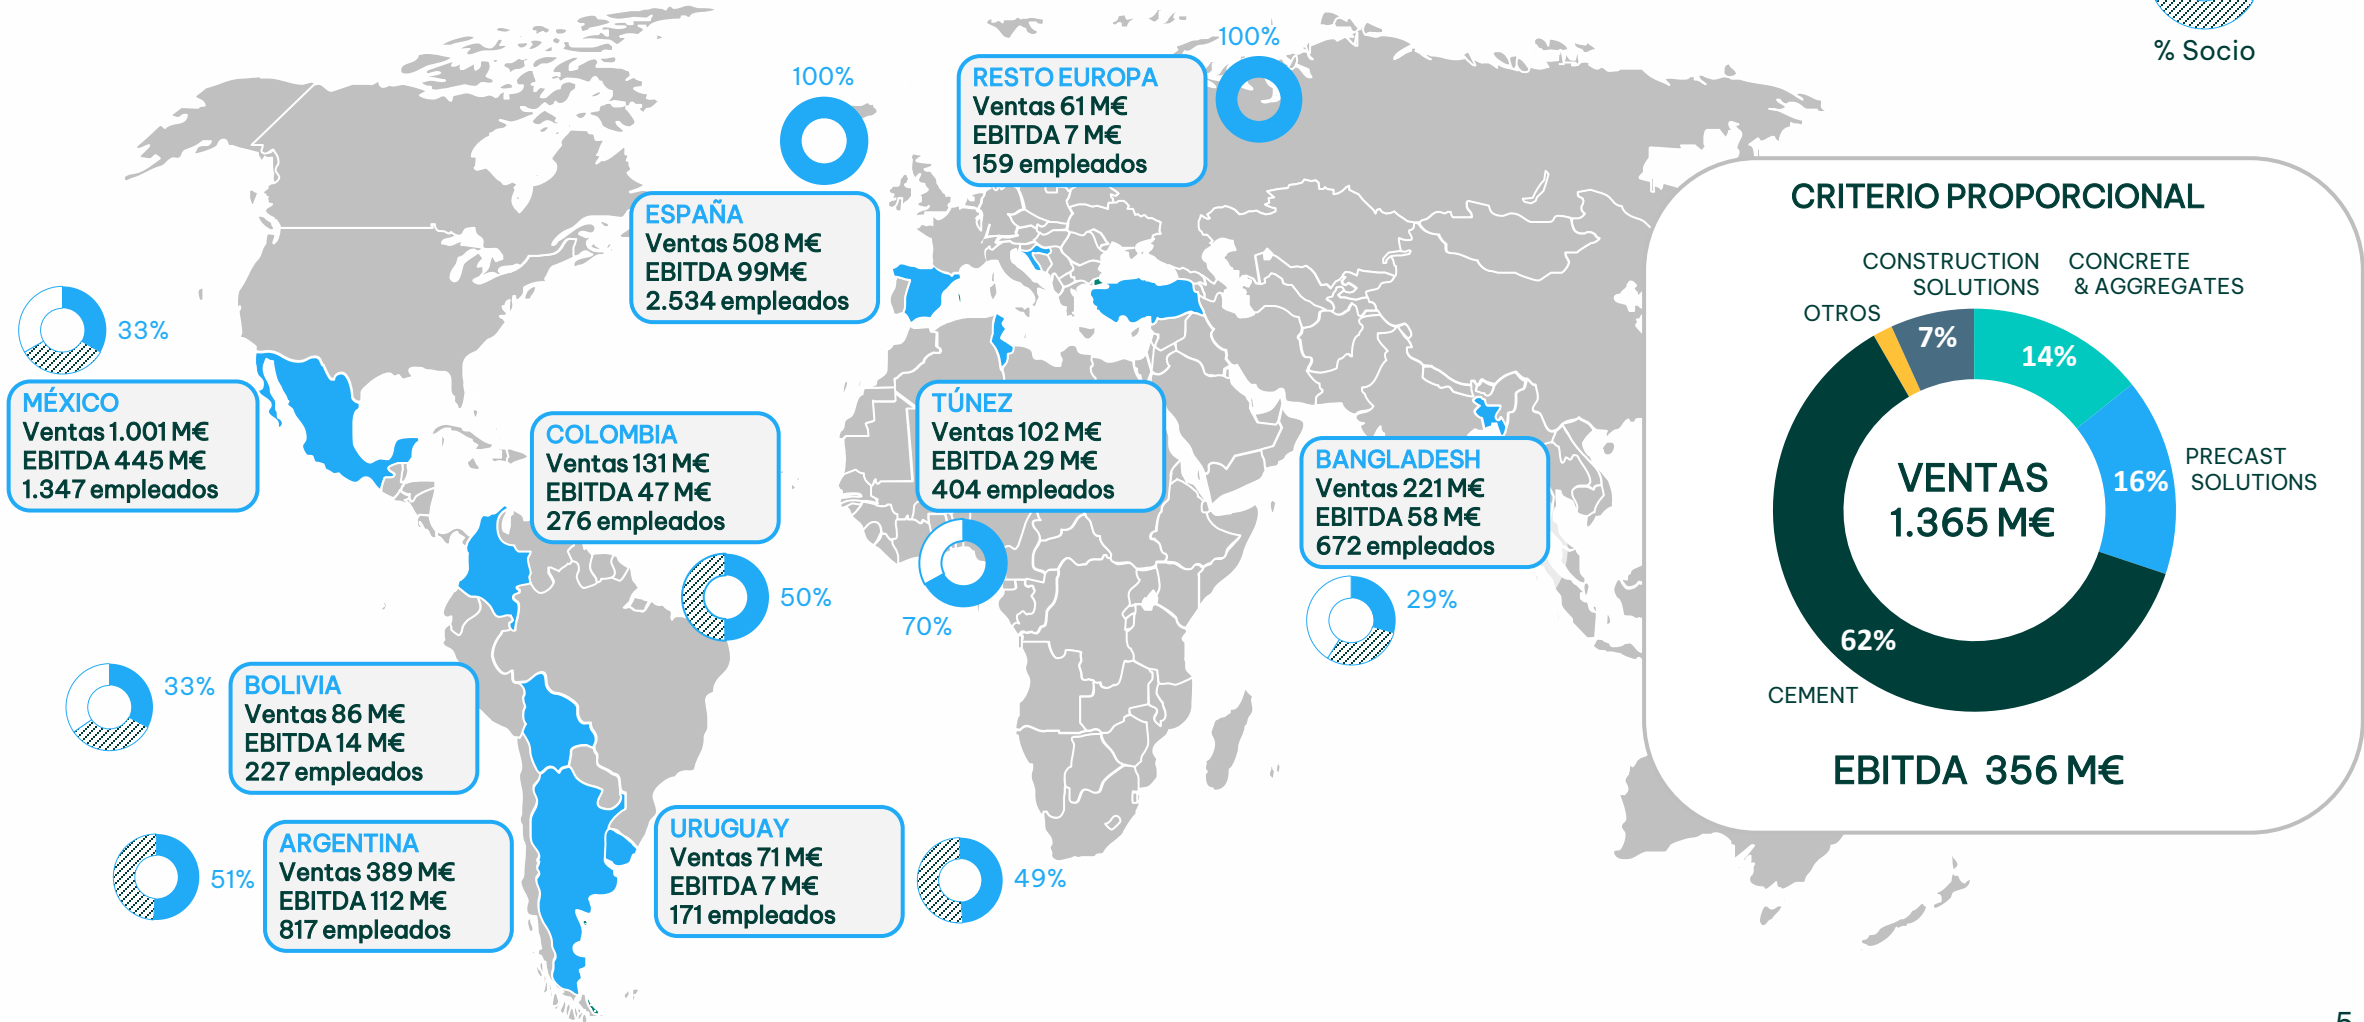 % Socio
100%
RESTO EUROPA
Ventas 61 M€
EBITDA 7 M€
159 empleados
100%
ESPAÑA
Ventas 508 M€
EBITDA 99M€
2.534 empleados
33%
MÉXICO
Ventas 1.001 M€
EBITDA 445 M€
1.347 empleados
COLOMBIA
Ventas 131 M€
EBITDA 47 M€
276 empleados
50%
TÚNEZ
Ventas 102 M€
EBITDA 29 M€
404 empleados
70%
BANGLADESH
Ventas 221 M€
EBITDA 58 M€
672 empleados
29%
33%
BOLIVIA
Ventas 86 M€
EBITDA 14 M€
227 empleados
51%
ARGENTINA
Ventas 389 M€
EBITDA 112 M€
817 empleados
URUGUAY
Ventas 71 M€
EBITDA 7 M€
171 empleados
49%
CRITERIO PROPORCIONAL
CONSTRUCTION
SOLUTIONS
CONCRETE
& AGGREGATES
OTROS
7%
14%
PRECAST
SOLUTIONS
16%
VENTAS
1.365 M€
62%
CEMENT
EBITDA 356 M€
5